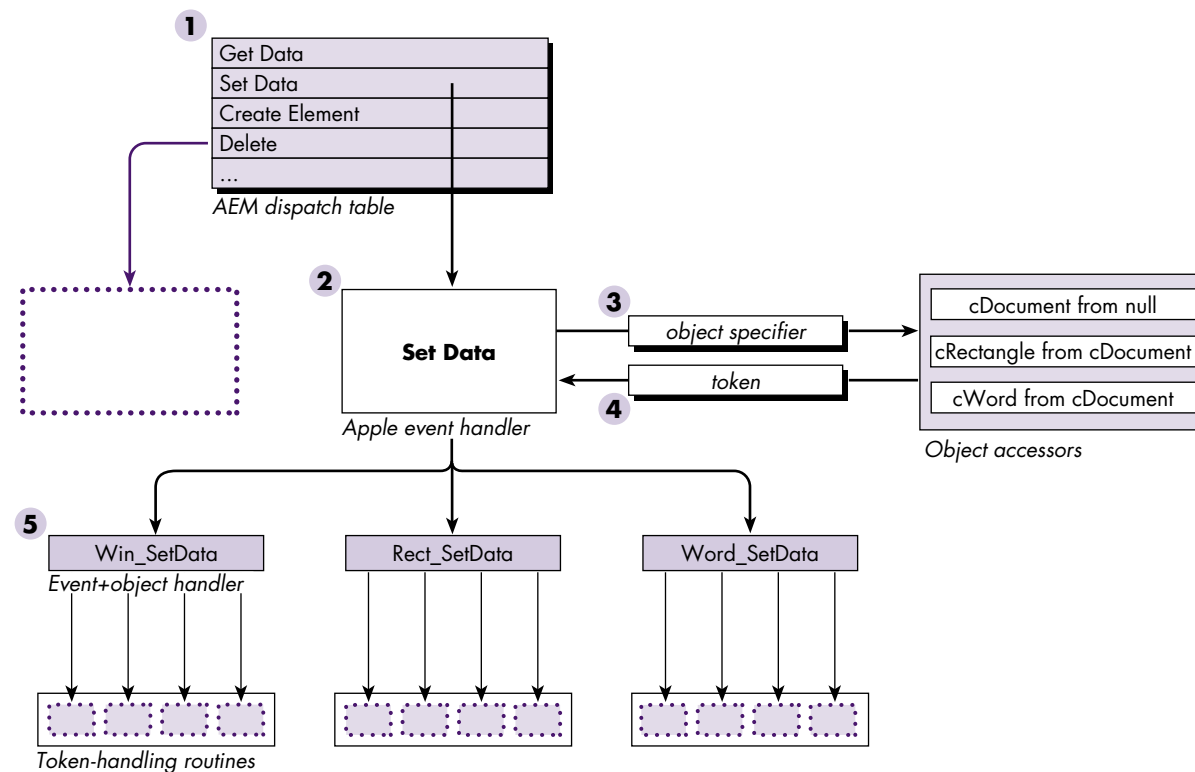 1
Get Data
Set Data
Create Element
Delete
...
AEM dispatch table
2
Set Data
Apple event handler
3
object specifier
token
4
cDocument from null
cRectangle from cDocument
cWord from cDocument
Object accessors
5
Win_SetData
Rect_SetData
Word_SetData
Event+object handler
Token-handling routines